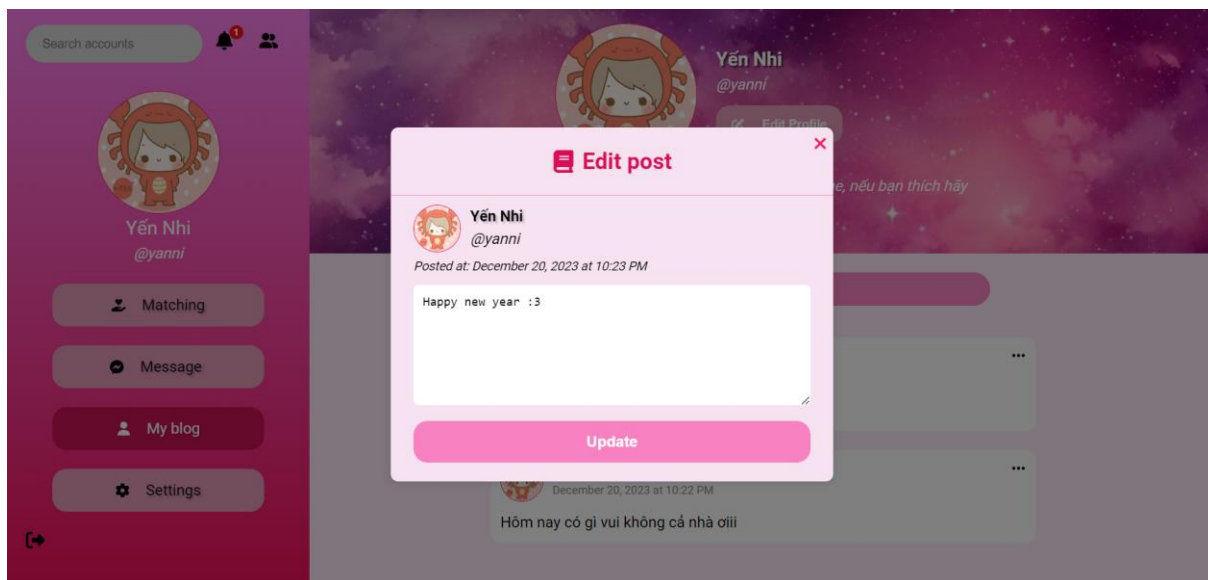 Search accounts
1
Yến Nhi
@yanni
Matching
Message
My blog
Settings
Yến Nhi
@yanni
Edit Profile
e, nếu bạn thích hãy
Edit post
Yến Nhi
@yanni
Posted at: December 20, 2023 at 10:23 PM
Happy new year :3
Update
December 20, 2023 at 10:22 PM
Hôm nay có gì vui không cả nhà ơiii